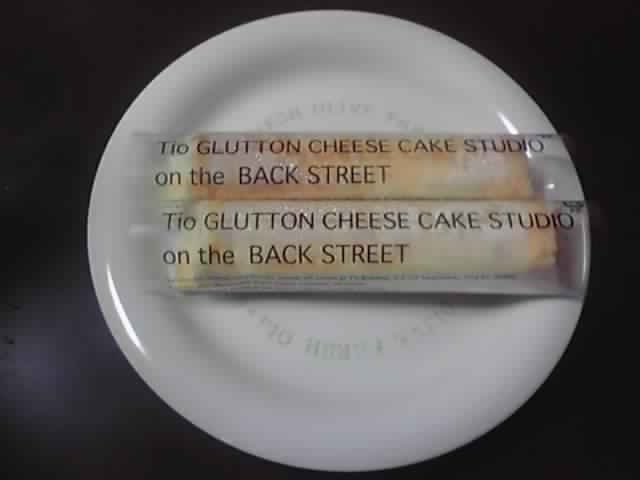 Tio GLUTTON CHEESE CAKE STUDIO
on the BACK STREET
Tio GLUTTON CHEESE CAKE STUDIO
on the BACK STREET